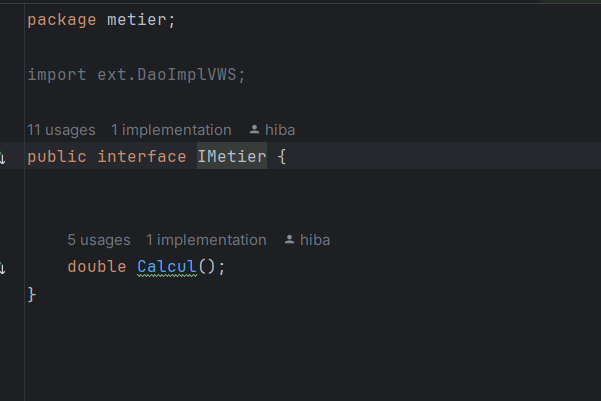 package metier;
import ext.DaoImplVWS;
11 usages 1 implementation hiba
public interface IMetier {
5 usages 1 implementation hiba
double Calcul();
}